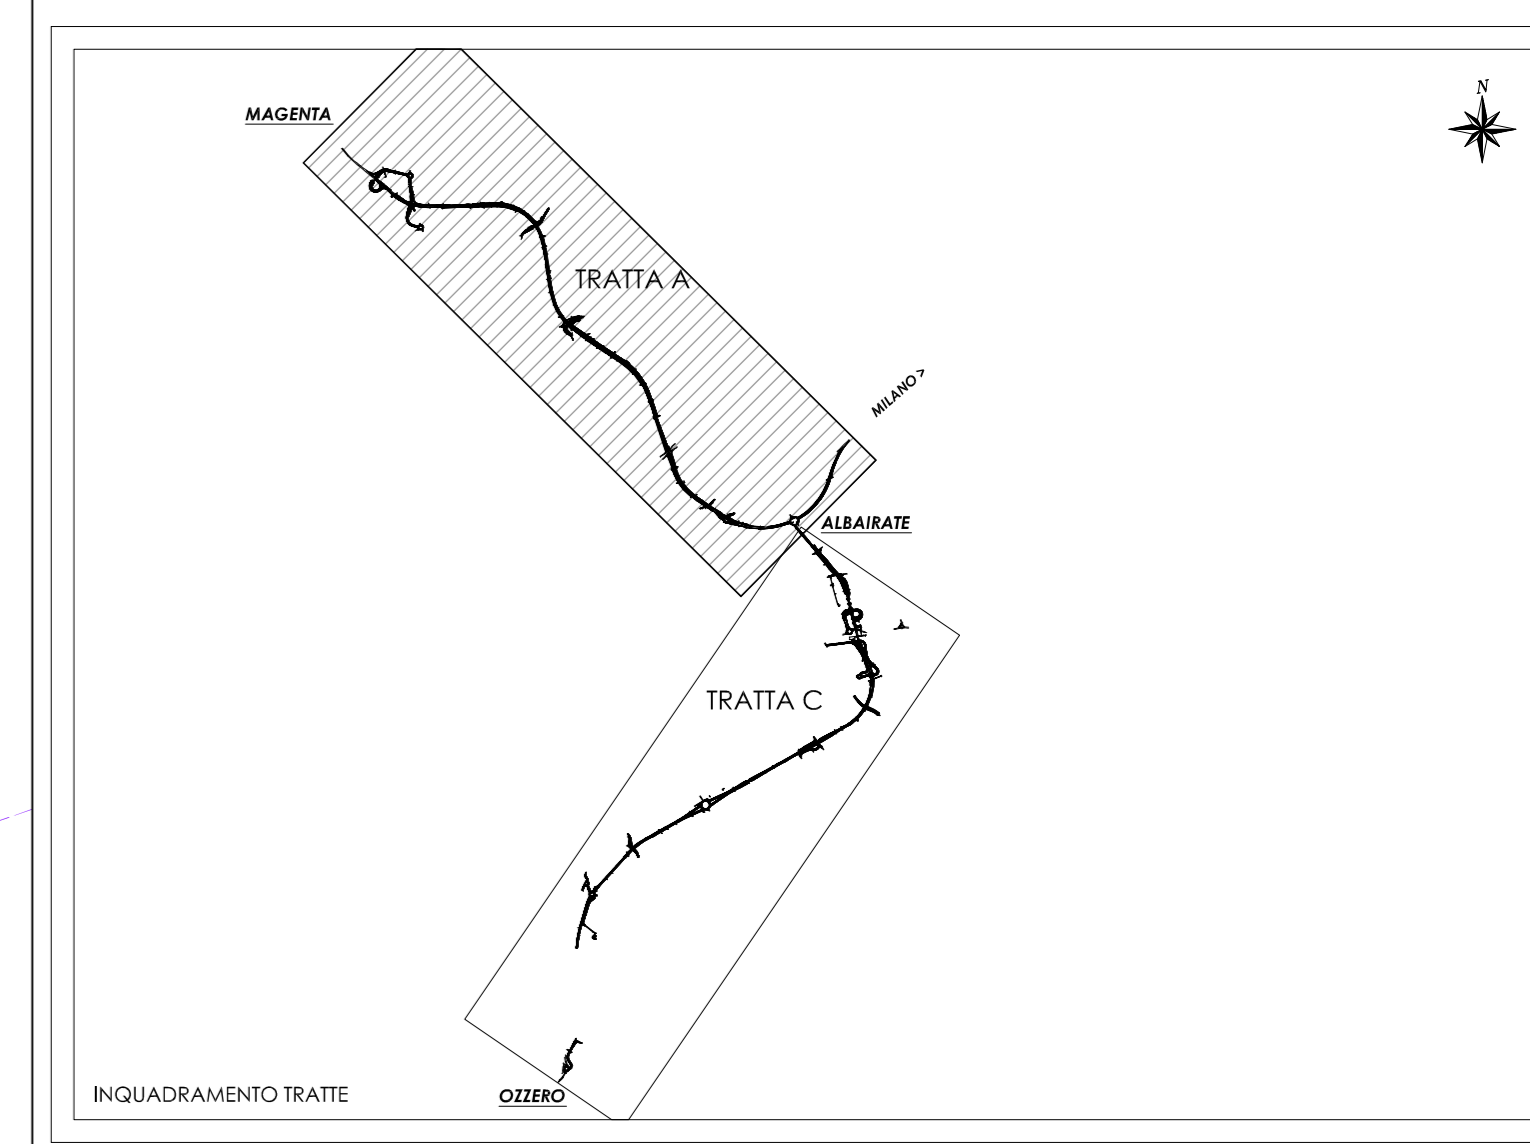 N
MAGENTA
TRATTA A
MILANO >
ALBAIRATE
TRATTA C
INQUADRAMENTO TRATTE
OZZERO